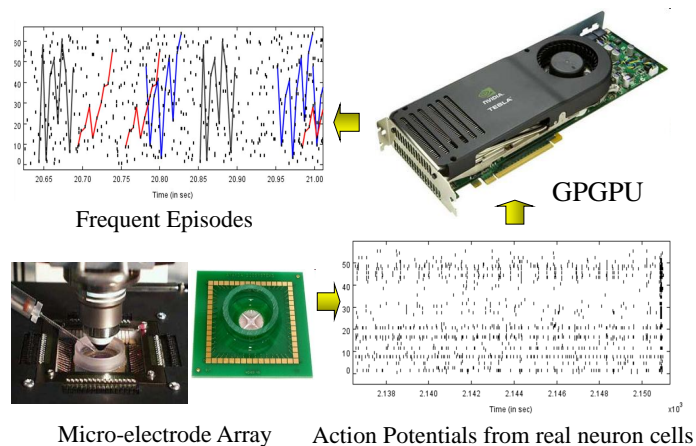 60
50
40
30
20
10
0
20.65 20.70 20.75 20.80 20.85 20.90 20.95 21.00
Time (in sec)
Frequent Episodes
NVIDIA
TESLA
GPGPU
50
40
30
20
10
0
2.138 2.140 2.142 2.144 2.146 2.148 2.150
x10³
Time (in sec)
Micro-electrode Array
Action Potentials from real neuron cells